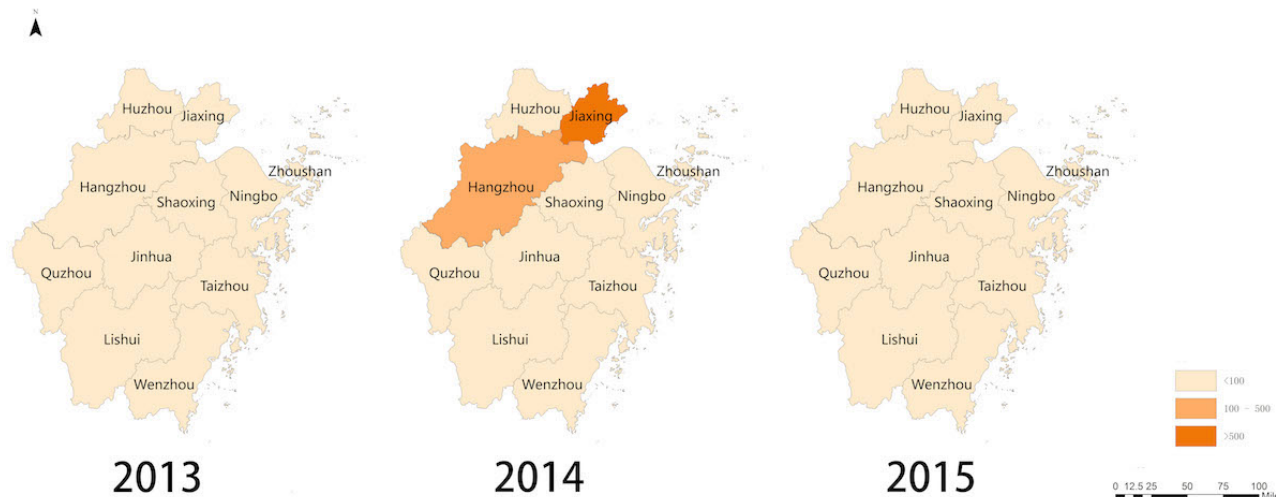 N
Huzhou
Jiaxing
Hangzhou
Shaoxing
Ningbo
Zhoushan
Quzhou
Jinhua
Taizhou
Lishui
Wenzhou
2013
Huzhou
Jiaxing
Hangzhou
Shaoxing
Ningbo
Zhoushan
Quzhou
Jinhua
Taizhou
Lishui
Wenzhou
2014
Huzhou
Jiaxing
Hangzhou
Shaoxing
Ningbo
Zhoushan
Quzhou
Jinhua
Taizhou
Lishui
Wenzhou
2015
<100
100 - 500
>500
0 12.5 25 50 75 100